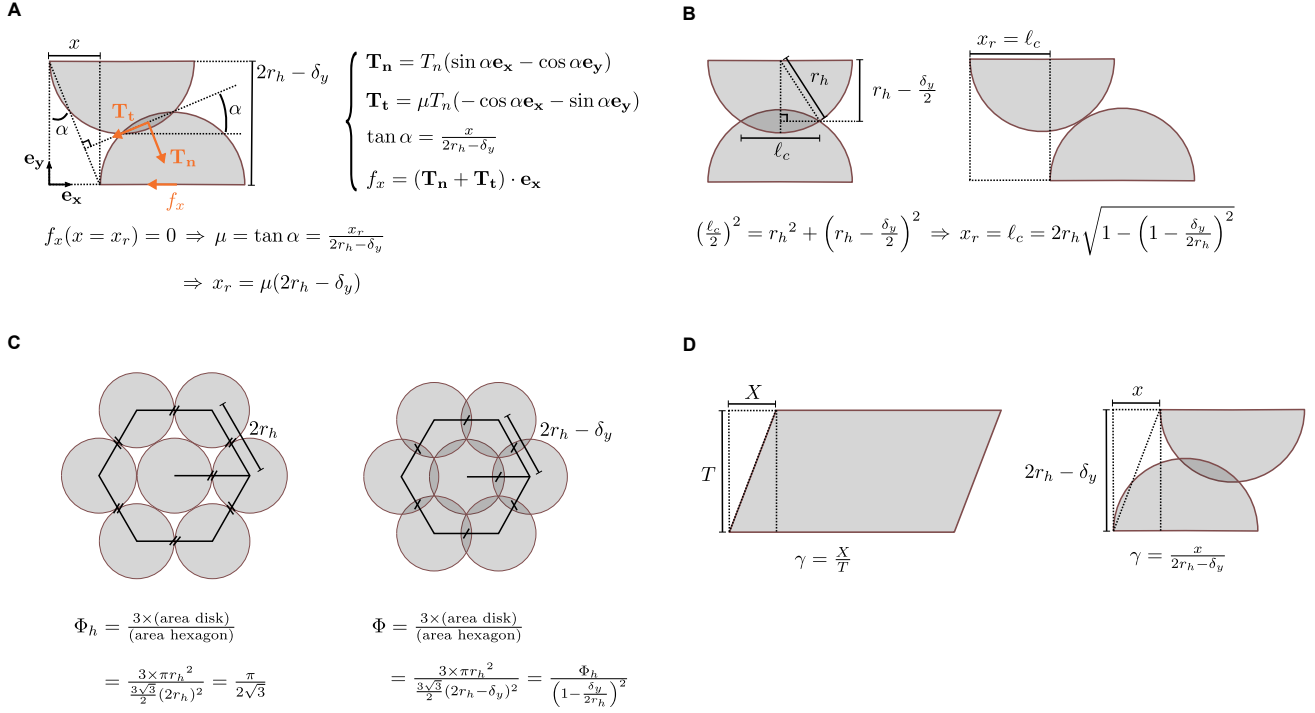 A
x
2r_h − δ_y
α
T_t
α
T_n
e_y
e_x
f_x
T_n = T_n(sin αe_x − cos αe_y)
T_t = μT_n(− cos αe_x − sin αe_y)
tan α = x/(2r_h−δ_y)
f_x = (T_n + T_t) · e_x
f_x(x = x_r) = 0 ⇒ μ = tan α = x_r/(2r_h−δ_y)
⇒ x_r = μ(2r_h − δ_y)
B
r_h
r_h − δ_y/2
ℓ_c
x_r = ℓ_c
(ℓ_c/2)² = r_h² + (r_h − δ_y/2)² ⇒ x_r = ℓ_c = 2r_h√(1 − (1 − δ_y/(2r_h))²)
C
2r_h
2r_h − δ_y
Φ_h = 3×(area disk)/(area hexagon)
= 3×πr_h²/((3√3/2)(2r_h)²) = π/(2√3)
Φ = 3×(area disk)/(area hexagon)
= 3×πr_h²/((3√3/2)(2r_h−δ_y)²) = Φ_h/(1−δ_y/(2r_h))²
D
X
T
γ = X/T
x
2r_h − δ_y
γ = x/(2r_h−δ_y)